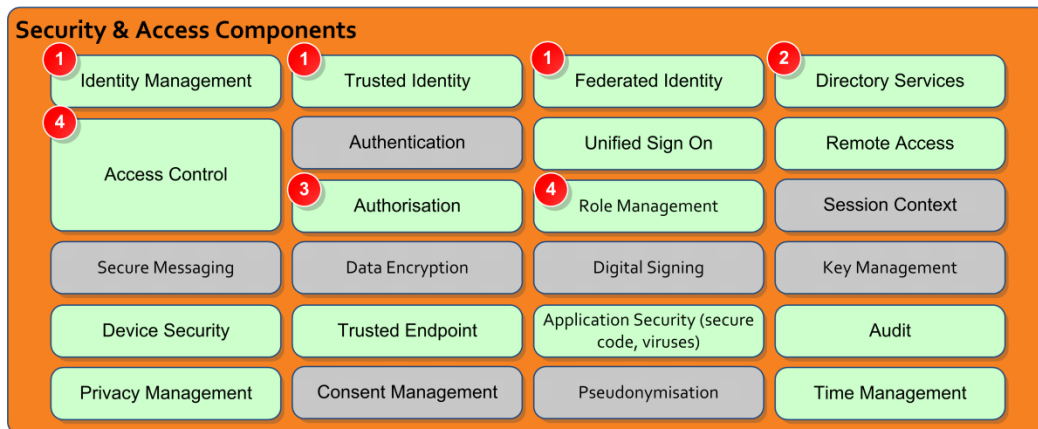 Security & Access Components
1
Identity Management
1
Trusted Identity
1
Federated Identity
2
Directory Services
4
Access Control
Authentication
Unified Sign On
Remote Access
3
Authorisation
4
Role Management
Session Context
Secure Messaging
Data Encryption
Digital Signing
Key Management
Device Security
Trusted Endpoint
Application Security (secure
code, viruses)
Audit
Privacy Management
Consent Management
Pseudonymisation
Time Management